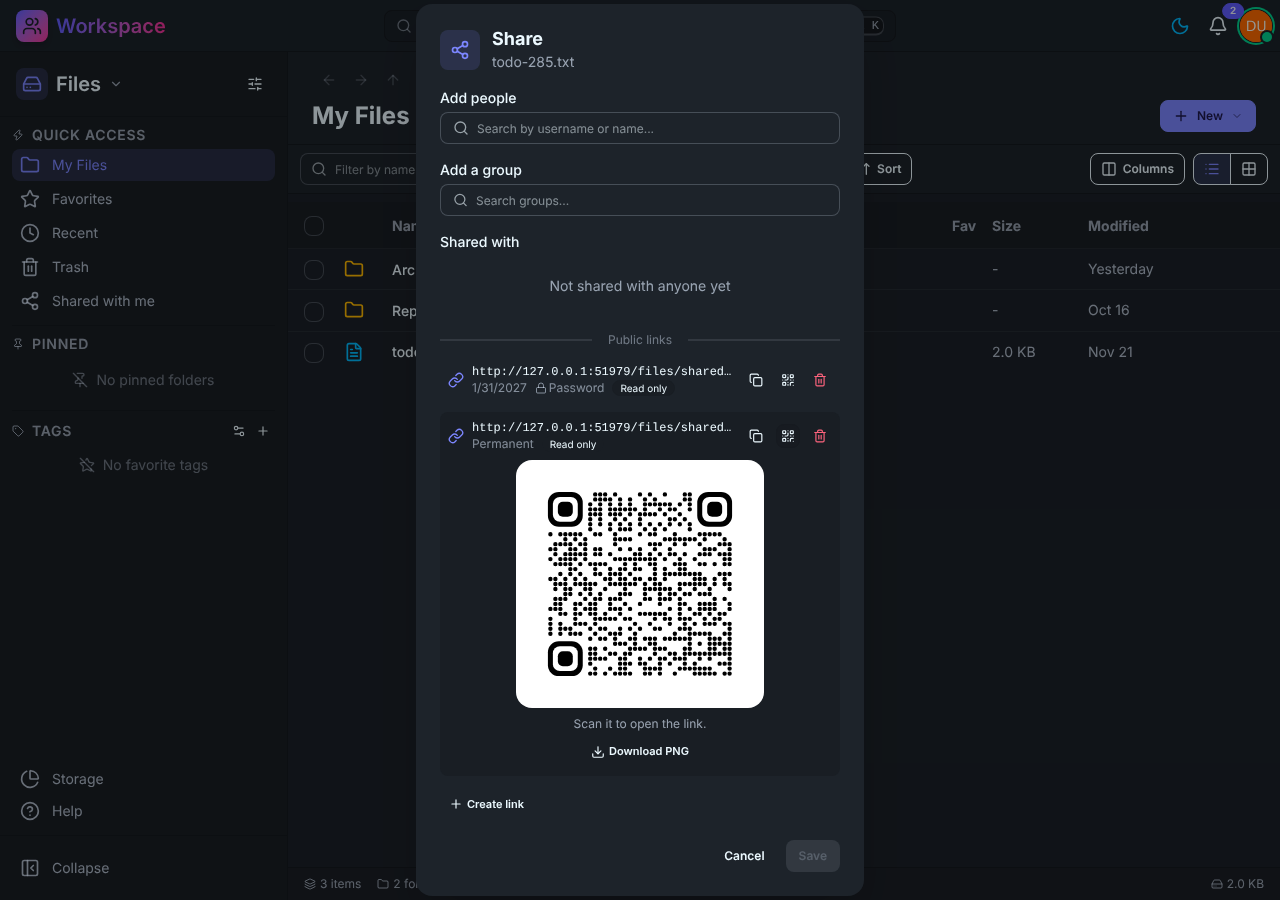 Workspace
K
2
DU
Files
QUICK ACCESS
My Files
Favorites
Recent
Trash
Shared with me
PINNED
No pinned folders
TAGS
No favorite tags
Storage
Help
Collapse
My Files
New
Filter by name
Sort
Columns
Fav
Size
Modified
-
Yesterday
-
Oct 16
2.0 KB
Nov 21
3 items
2.0 KB
Share
todo-285.txt
Add people
Search by username or name...
Add a group
Search groups...
Shared with
Not shared with anyone yet
Public links
http://127.0.0.1:51979/files/shared…
1/31/2027 Password Read only
http://127.0.0.1:51979/files/shared…
Permanent Read only
Scan it to open the link.
Download PNG
Create link
Cancel
Save